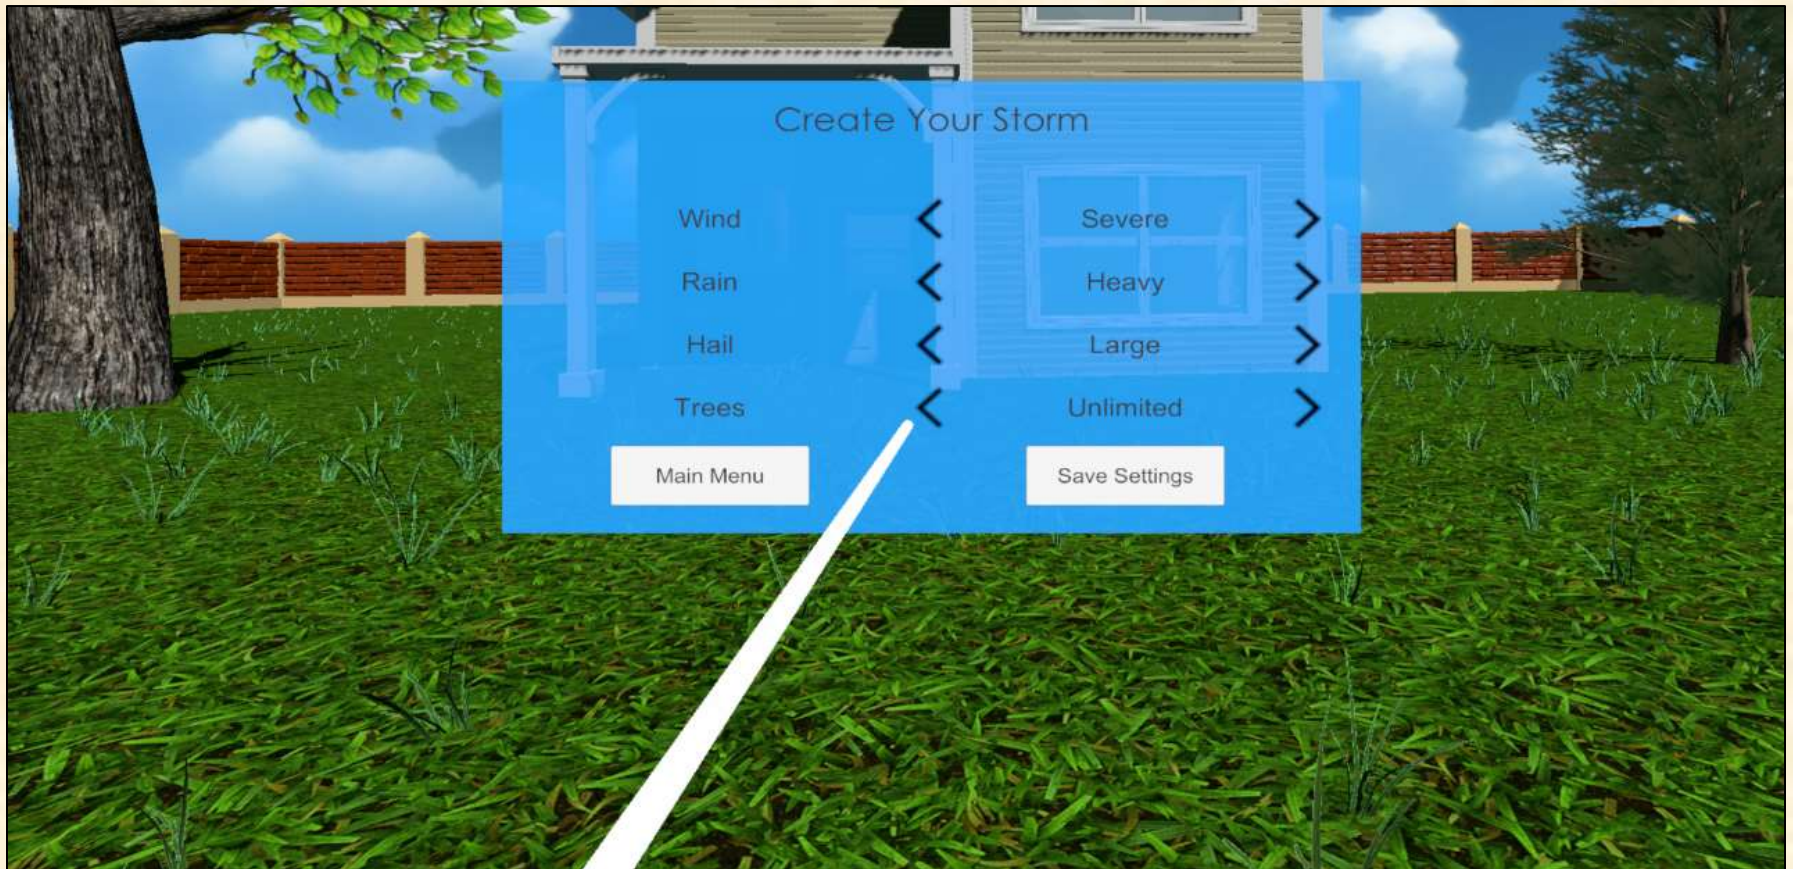 Create Your Storm
Wind < Severe >
Rain < Heavy >
Hail < Large >
Trees < Unlimited >
Main Menu Save Settings